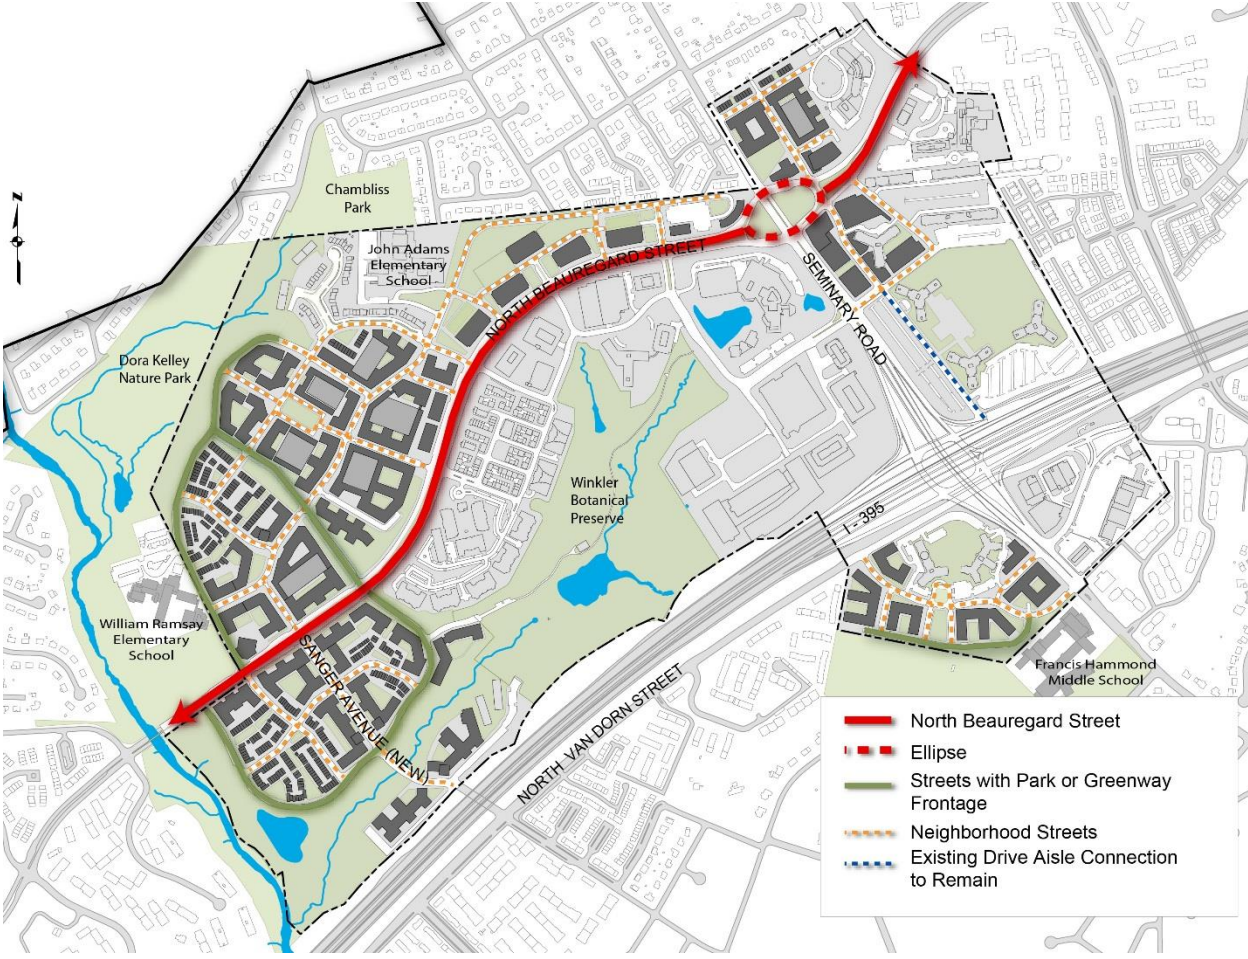 Chambliss
Park
z
John Adams
Elementary
School
NORTH BEAUREGARD STREET
SEMINARY ROAD
Dora Kelley
Nature Park
Winkler
Botanical
Preserve
I - 395
William Ramsay
Elementary
School
SANGER AVENUE (NEW)
NORTH VAN DORN STREET
Francis Hammond
Middle School
North Beauregard Street
Ellipse
Streets with Park or Greenway
Frontage
Neighborhood Streets
Existing Drive Aisle Connection
to Remain